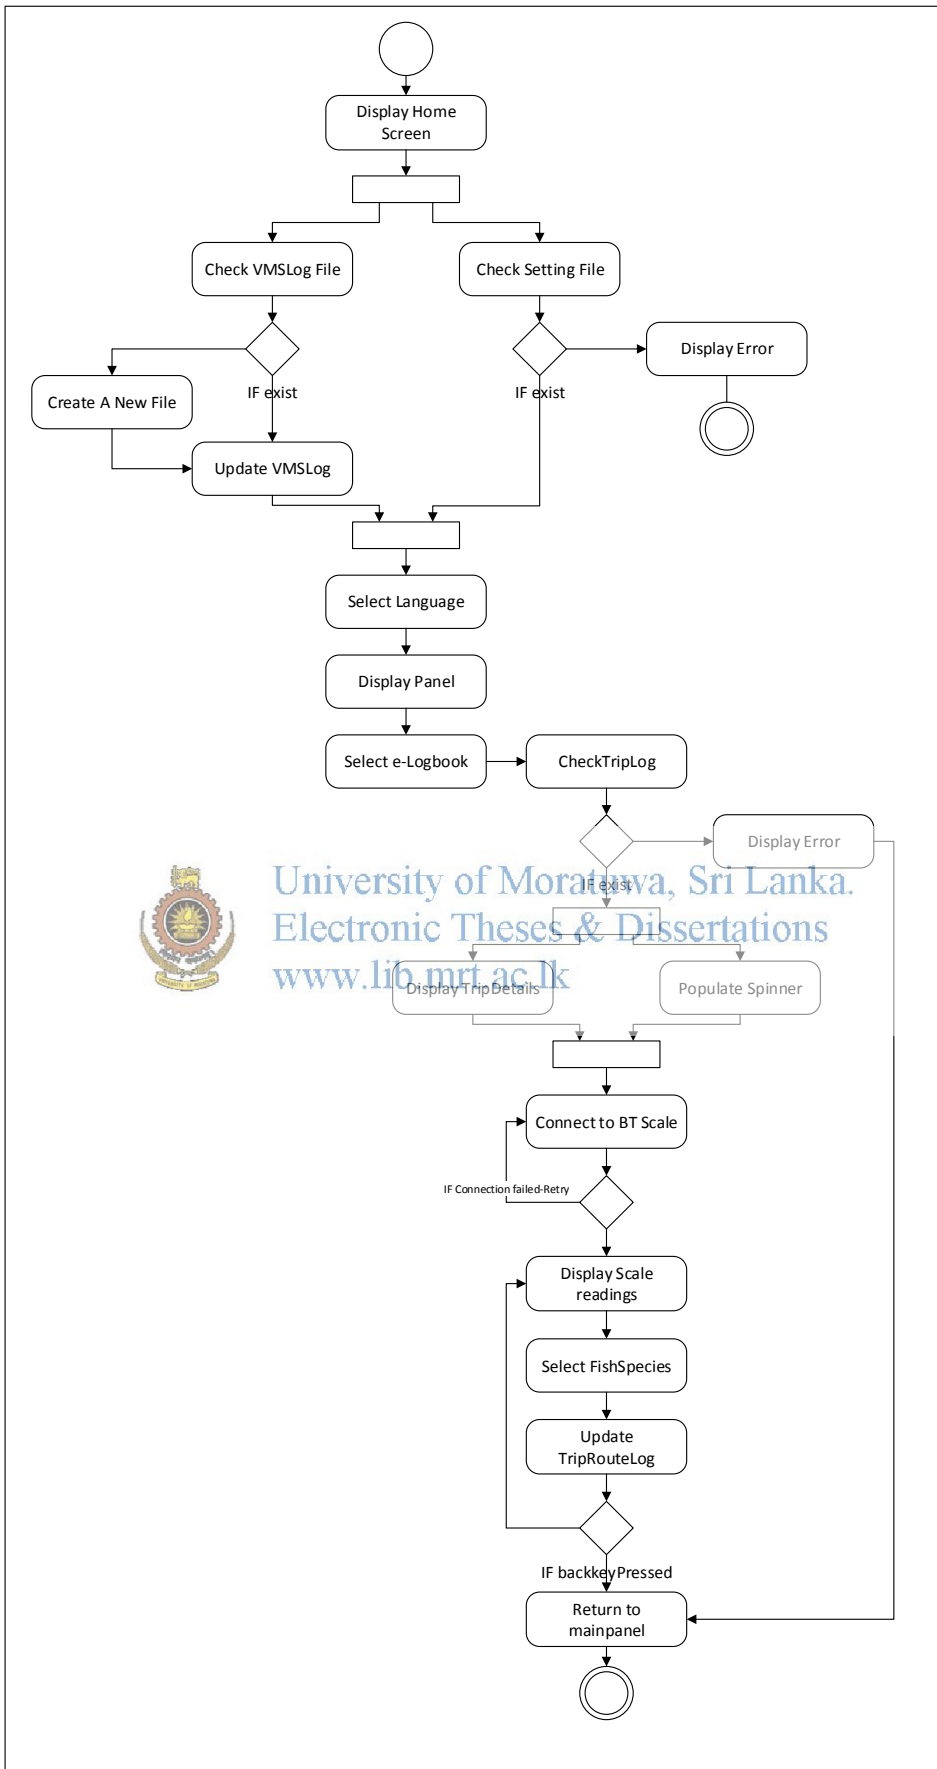 Display Home
Screen
Check VMSLog File
Check Setting File
Display Error
IF exist
IF exist
Create A New File
Update VMSLog
Select Language
Display Panel
Select e-Logbook
CheckTripLog
Display Error
University of Moratuwa, Sri Lanka.
IF exist
Electronic Theses & Dissertations
www.lib.mrt.ac.lk
Display TripDetails
Populate Spinner
Connect to BT Scale
IF Connection failed-Retry
Display Scale
readings
Select FishSpecies
Update
TripRouteLog
IF backkeyPressed
Return to
mainpanel